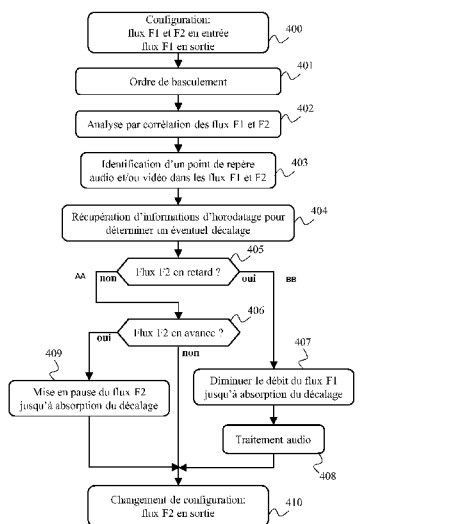 Configuration:
flux F1 et F2 en entrée
flux F1 en sortie
400
401
Ordre de basculement
402
Analyse par corrélation des flux F1 et F2
Identification d'un point de repère
audio et/ou vidéo dans les flux F1 et F2
403
Récupération d'informations d'horodatage pour
déterminer un éventuel décalage
404
405
Flux F2 en retard ?
AA
non
oui
BB
406
Flux F2 en avance ?
oui
non
409
Mise en pause du flux F2
jusqu'à absorption du décalage
407
Diminuer le débit du flux F1
jusqu'à absorption du décalage
Traitement audio
408
Changement de configuration:
flux F2 en sortie
410